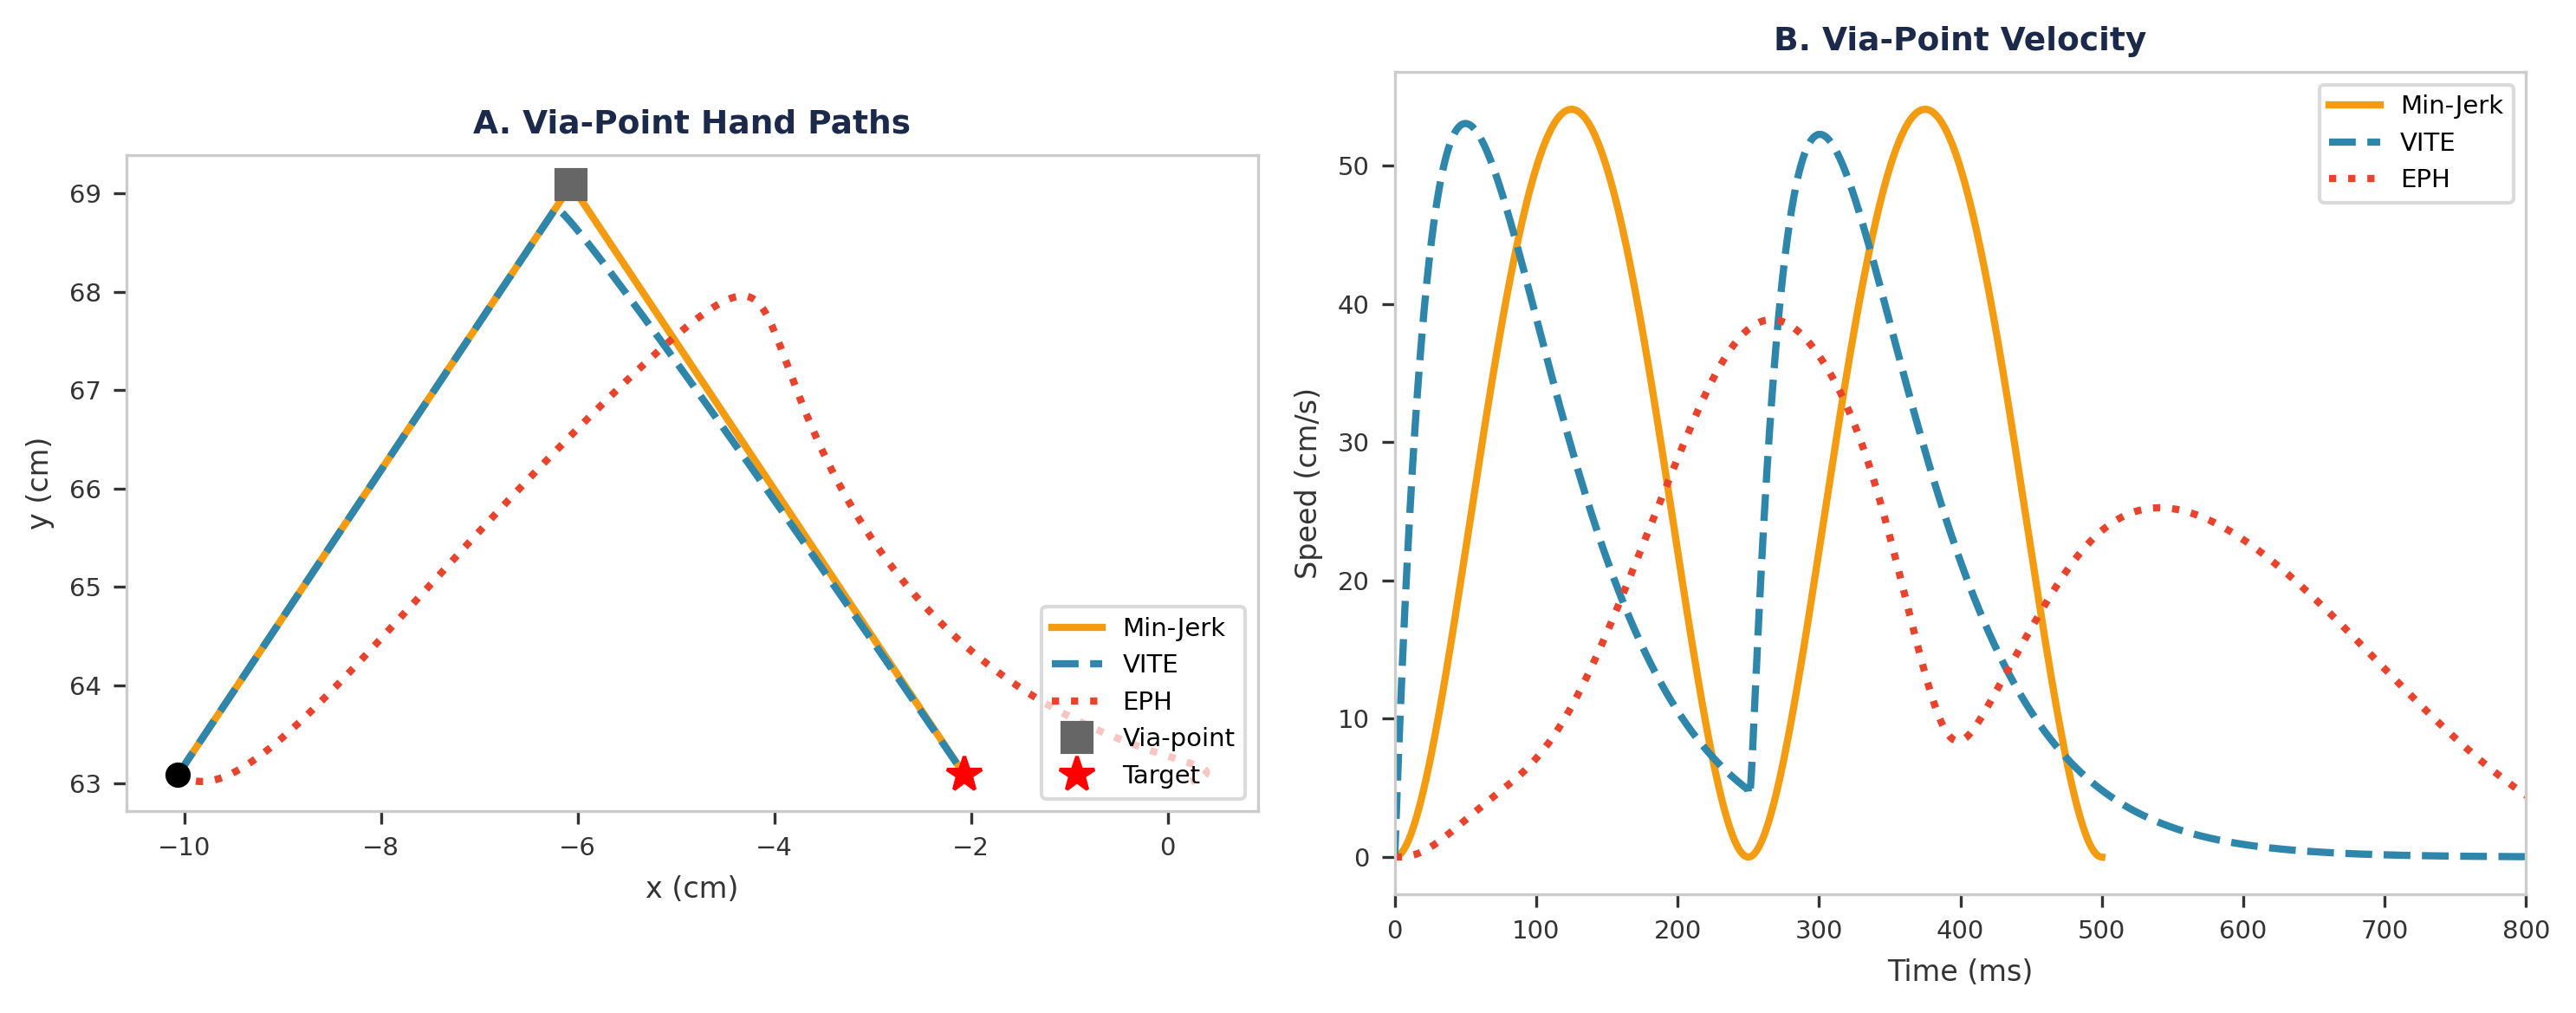 A. Via-Point Hand Paths
69
68
67
66
65
64
63
y (cm)
−10
−8
−6
−4
−2
0
x (cm)
Min-Jerk
VITE
EPH
Via-point
Target
B. Via-Point Velocity
50
40
30
20
10
0
Speed (cm/s)
0
100
200
300
400
500
600
700
800
Time (ms)
Min-Jerk
VITE
EPH